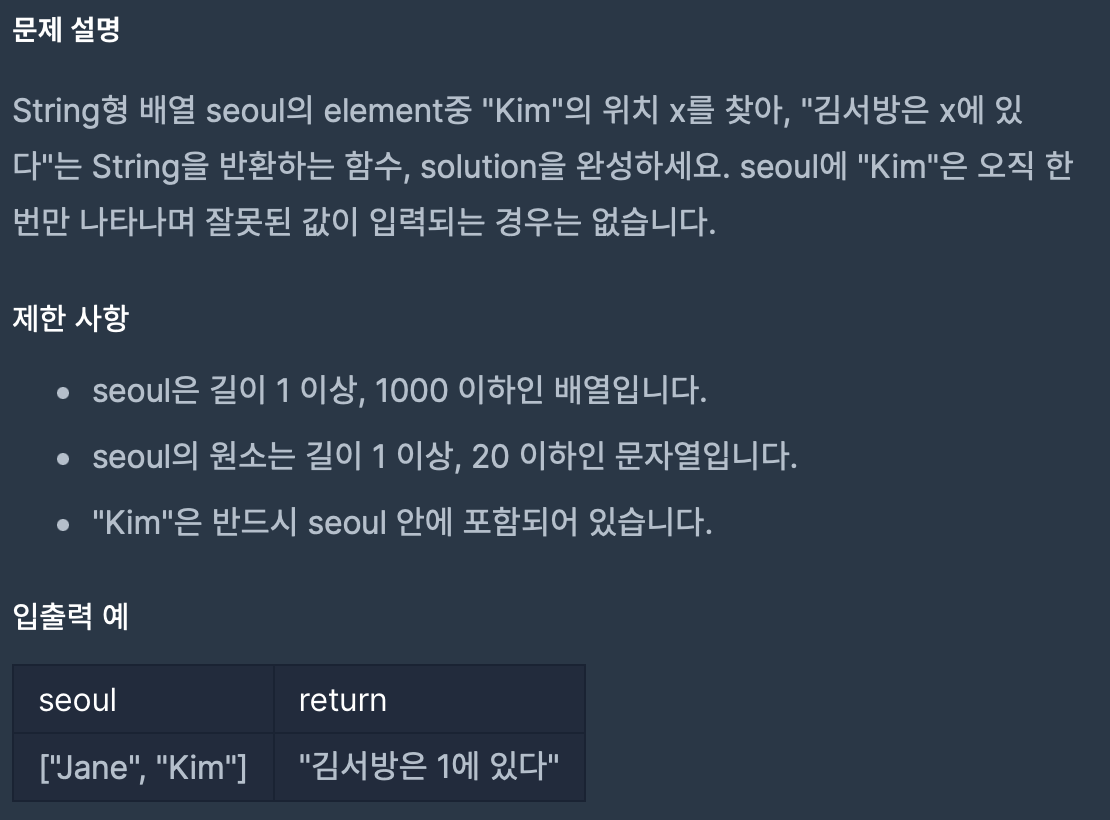 문제 설명
String형 배열 seoul의 element중 "Kim"의 위치 x를 찾아, "김서방은 x에 있
다"는 String을 반환하는 함수, solution을 완성하세요. seoul에 "Kim"은 오직 한
번만 나타나며 잘못된 값이 입력되는 경우는 없습니다.
제한 사항
• seoul은 길이 1 이상, 1000 이하인 배열입니다.
• seoul의 원소는 길이 1 이상, 20 이하인 문자열입니다.
• "Kim"은 반드시 seoul 안에 포함되어 있습니다.
입출력 예
seoul return
["Jane", "Kim"] "김서방은 1에 있다"